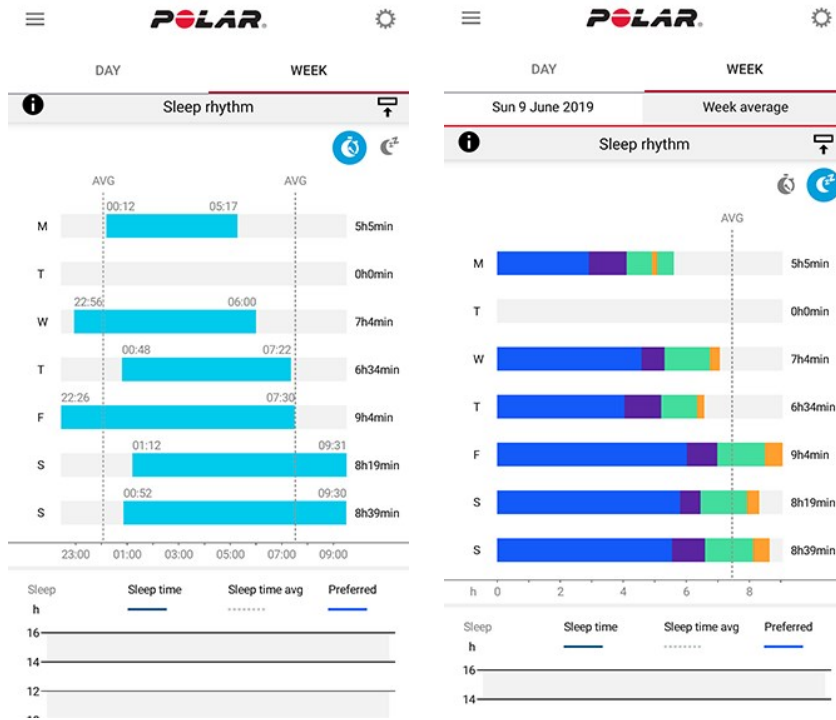 POLAR
DAY WEEK
Sleep rhythm
AVG AVG
00:12 05:17
M 5h5min
T 0h0min
22:56 06:00
W 7h4min
00:48 07:22
T 6h34min
22:26 07:30
F 9h4min
01:12 09:31
S 8h19min
00:52 09:30
S 8h39min
23:00 01:00 03:00 05:00 07:00 09:00
Sleep Sleep time Sleep time avg Preferred
h
16
14
12
POLAR
DAY WEEK
Sun 9 June 2019 Week average
Sleep rhythm
AVG
M 5h5min
T 0h0min
W 7h4min
T 6h34min
F 9h4min
S 8h19min
S 8h39min
h 0 2 4 6 8
Sleep Sleep time Sleep time avg Preferred
h
16
14